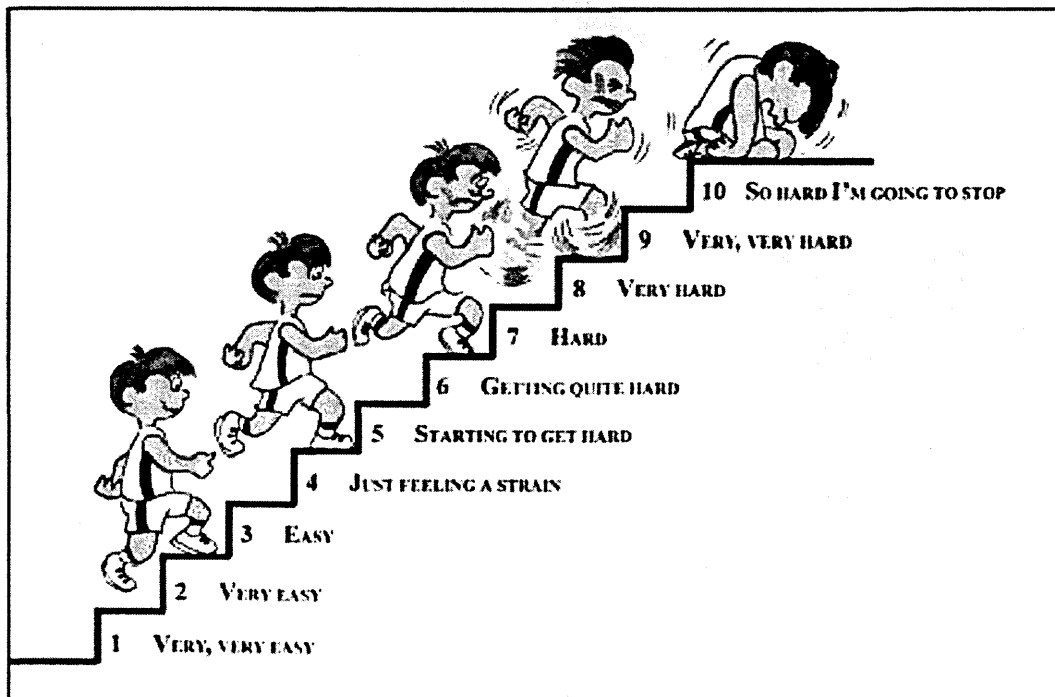 10 SO HARD I'M GOING TO STOP
9 VERY, VERY HARD
8 VERY HARD
7 HARD
6 GETTING QUITE HARD
5 STARTING TO GET HARD
4 JUST FEELING A STRAIN
3 EASY
2 VERY EASY
1 VERY, VERY EASY